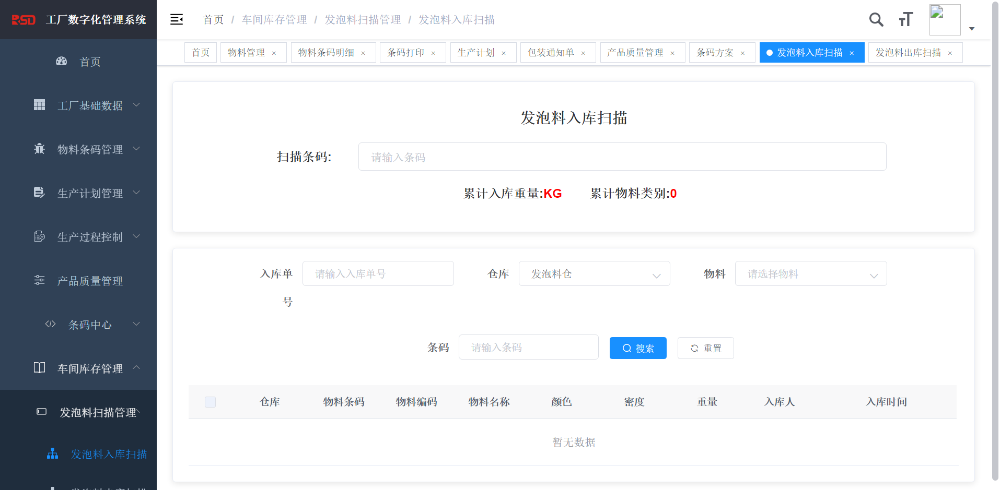 RSD 工厂数字化管理系统
首页 / 车间库存管理 / 发泡料扫描管理 / 发泡料入库扫描
首页 物料管理 × 物料条码明细 × 条码打印 × 生产计划 × 包装通知单 × 产品质量管理 × 条码方案 × 发泡料入库扫描 × 发泡料出库扫描 ×
首页
工厂基础数据
物料条码管理
生产计划管理
生产过程控制
产品质量管理
条码中心
车间库存管理
发泡料扫描管理
发泡料入库扫描
发泡料入库扫描
扫描条码: 请输入条码
累计入库重量:KG 累计物料类别:0
入库单号 请输入入库单号 仓库 发泡料仓 物料 请选择物料
条码 请输入条码 搜索 重置
仓库 物料条码 物料编码 物料名称 颜色 密度 重量 入库人 入库时间
暂无数据